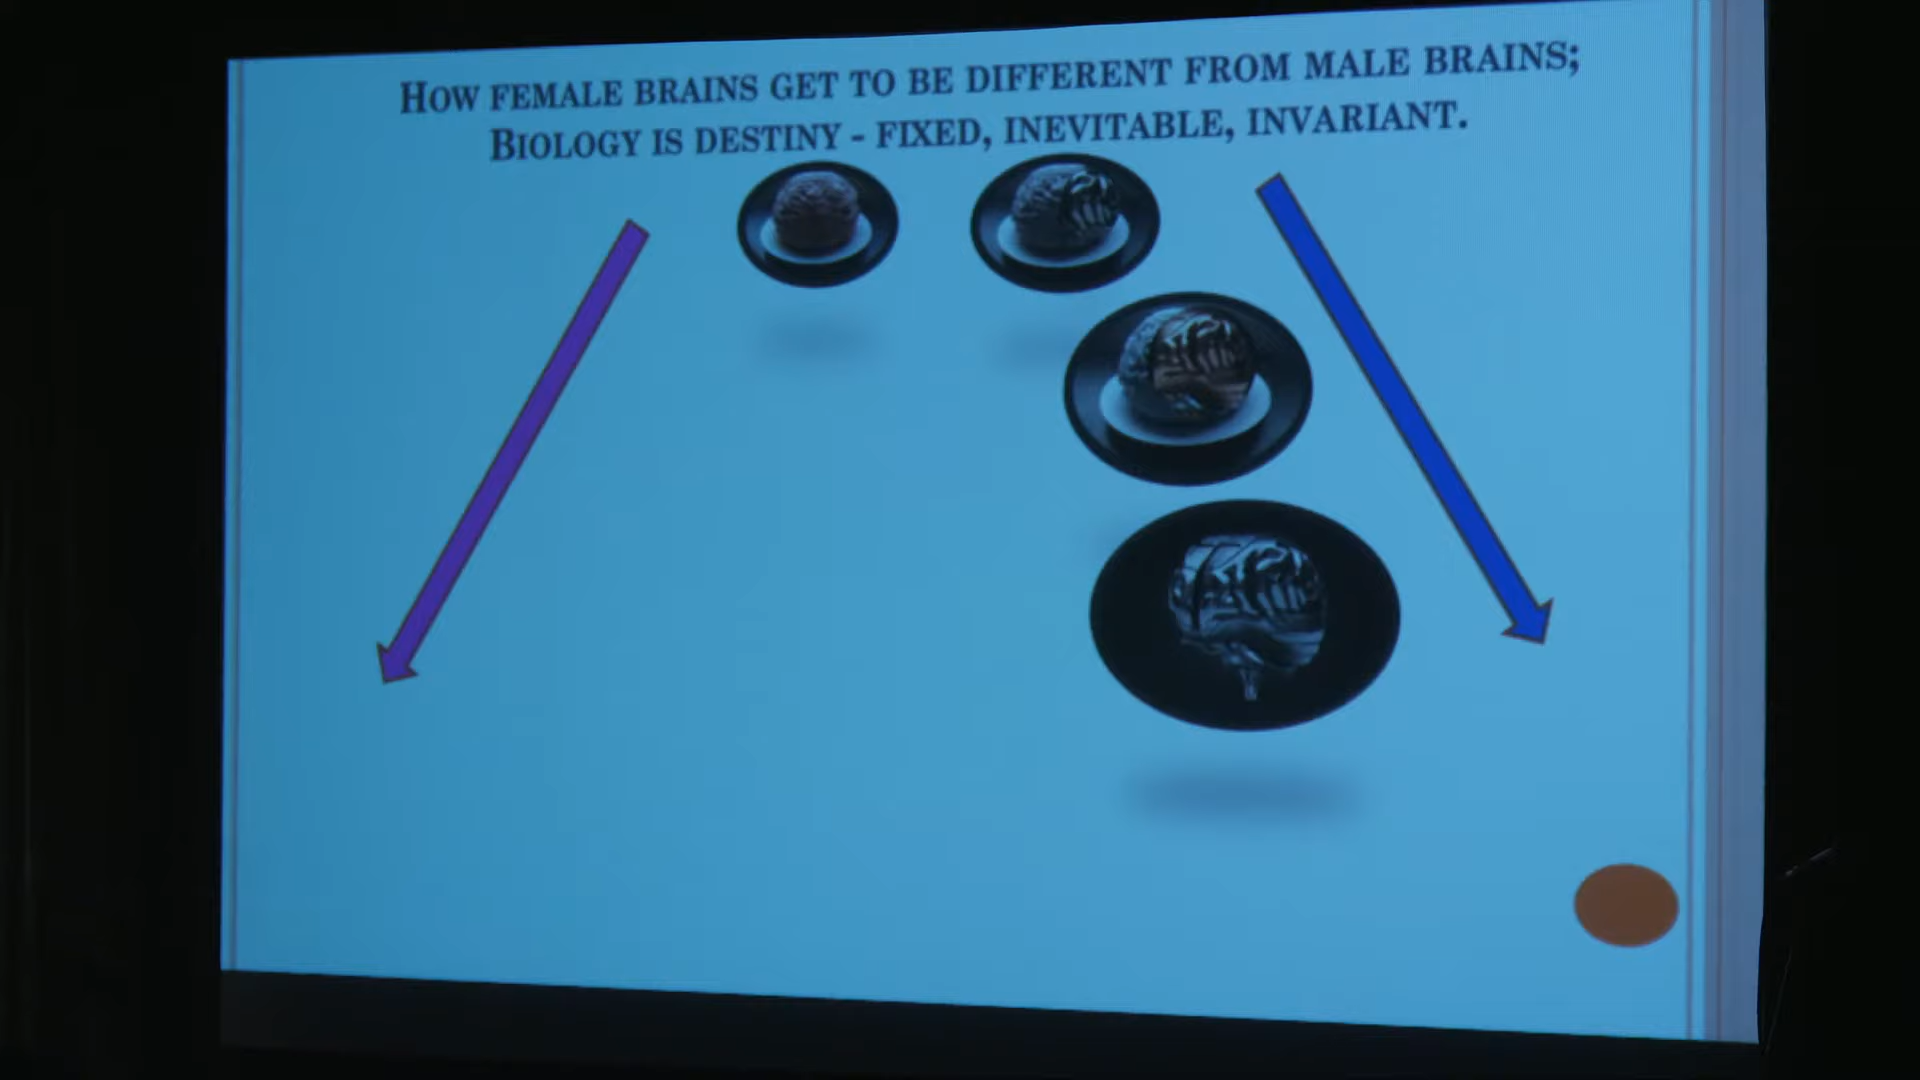 HOW FEMALE BRAINS GET TO BE DIFFERENT FROM MALE BRAINS;
BIOLOGY IS DESTINY - FIXED, INEVITABLE, INVARIANT.